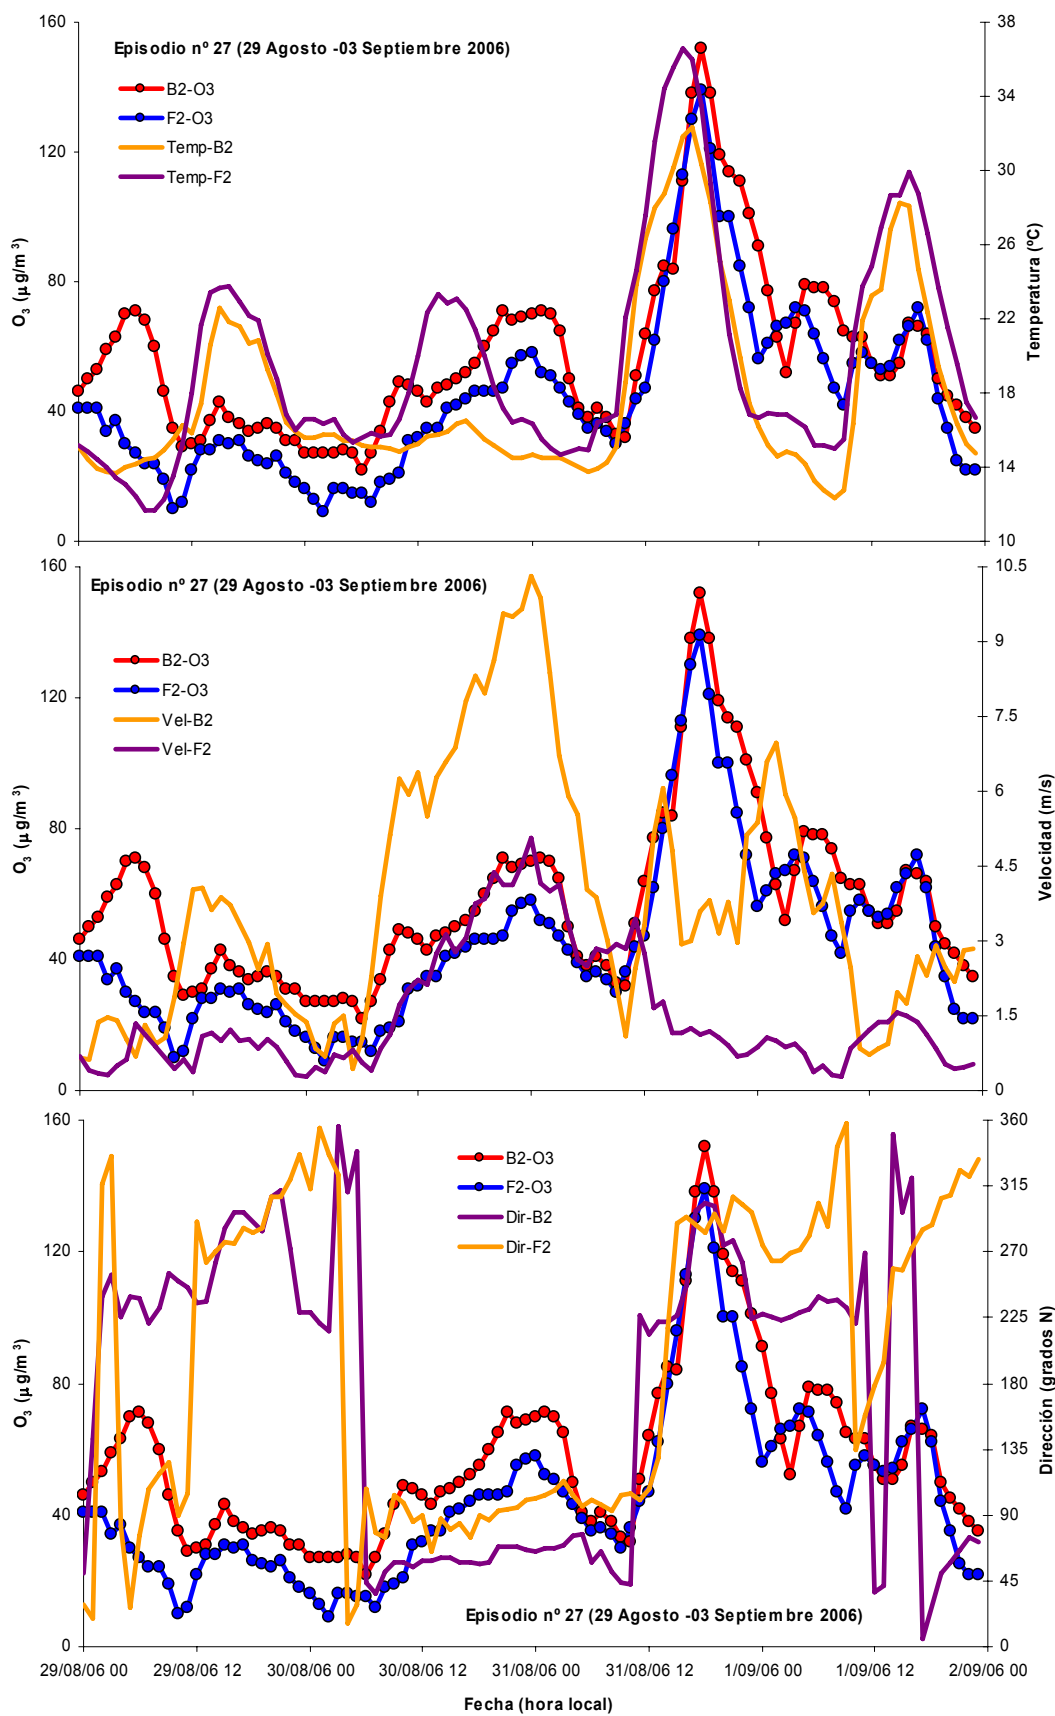 160
120
80
40
0
O₃ (μg/m³)
Episodio nº 27 (29 Agosto -03 Septiembre 2006)
B2-O3
F2-O3
Temp-B2
Temp-F2
38
34
30
26
22
18
14
10
Temperatura (ºC)
160
120
80
40
0
O₃ (μg/m³)
Episodio nº 27 (29 Agosto -03 Septiembre 2006)
B2-O3
F2-O3
Vel-B2
Vel-F2
10.5
9
7.5
6
4.5
3
1.5
0
Velocidad (m/s)
160
120
80
40
0
O₃ (μg/m³)
B2-O3
F2-O3
Dir-B2
Dir-F2
Episodio nº 27 (29 Agosto -03 Septiembre 2006)
360
315
270
225
180
135
90
45
0
Dirección (grados N)
29/08/06 00 29/08/06 12 30/08/06 00 30/08/06 12 31/08/06 00 31/08/06 12 1/09/06 00 1/09/06 12 2/09/06 00
Fecha (hora local)